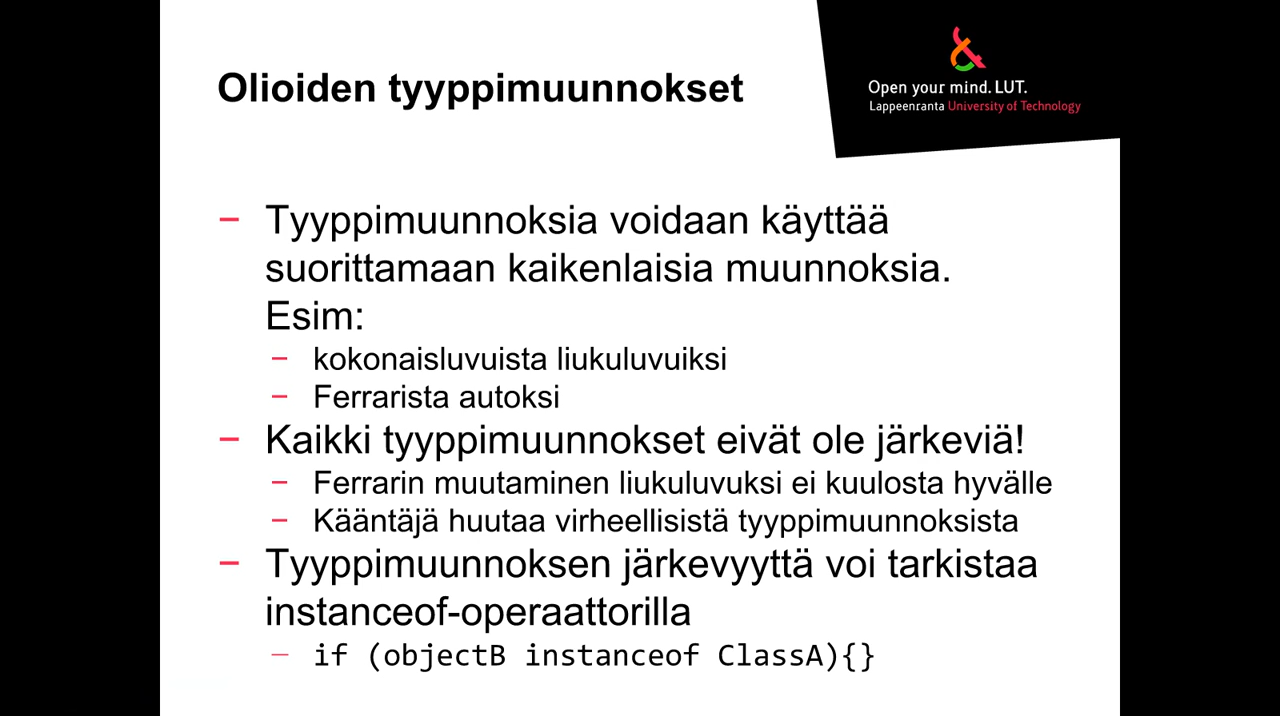 Olioiden tyyppimuunnokset
Open your mind. LUT.
Lappeenranta University of Technology
– Tyyppimuunnoksia voidaan käyttää
suorittamaan kaikenlaisia muunnoksia.
Esim:
– kokonaisluvuista liukuluvuiksi
– Ferrarista autoksi
– Kaikki tyyppimuunnokset eivät ole järkeviä!
– Ferrarin muutaminen liukuluvuksi ei kuulosta hyvälle
– Kääntäjä huutaa virheellisistä tyyppimuunnoksista
– Tyyppimuunnoksen järkevyyttä voi tarkistaa
instanceof-operaattorilla
– if (objectB instanceof ClassA){}